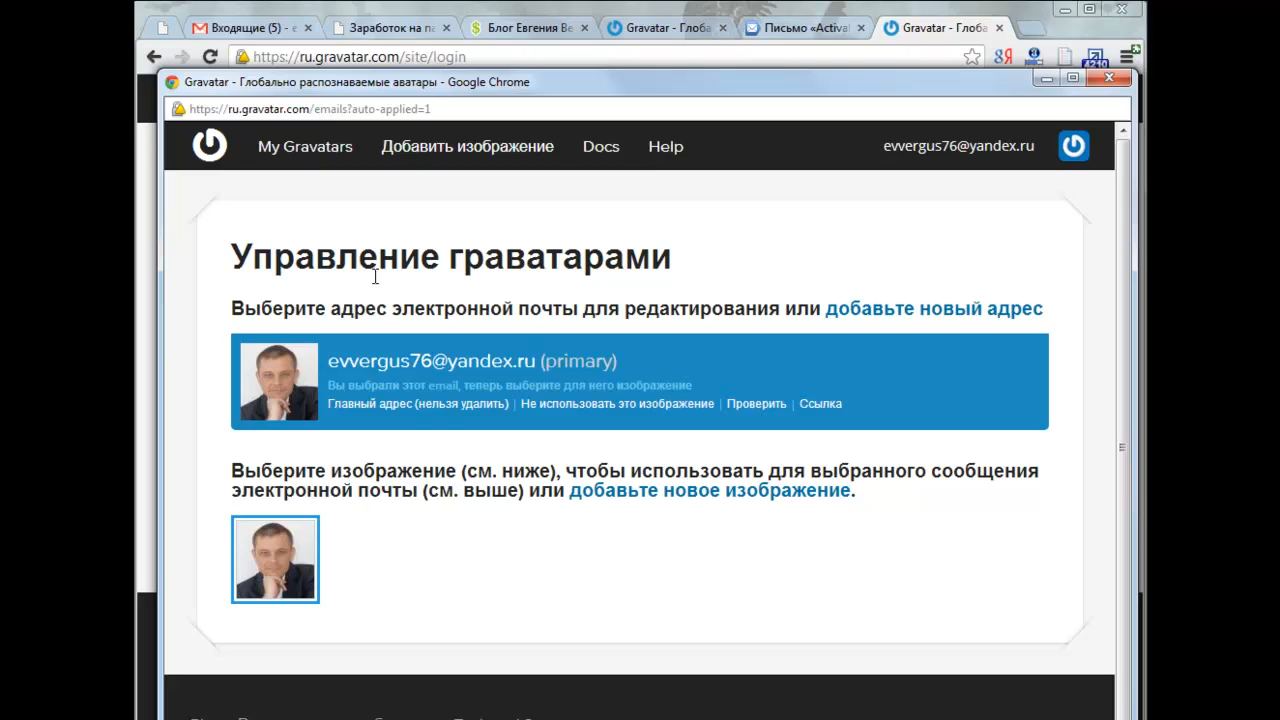 Входящие (5) - e
Заработок на па
Блог Евгения Ве
Gravatar - Глоба
Письмо «Activat
Gravatar - Глоба
https://ru.gravatar.com/site/login
4210
Gravatar - Глобально распознаваемые аватары - Google Chrome
https://ru.gravatar.com/emails?auto-applied=1
My Gravatars
Добавить изображение
Docs
Help
evvergus76@yandex.ru
Управление граватарами
Выберите адрес электронной почты для редактирования или добавьте новый адрес
evvergus76@yandex.ru (primary)
Вы выбрали этот email, теперь выберите для него изображение
Главный адрес (нельзя удалить) | Не использовать это изображение | Проверить | Ссылка
Выберите изображение (см. ниже), чтобы использовать для выбранного сообщения
электронной почты (см. выше) или добавьте новое изображение.